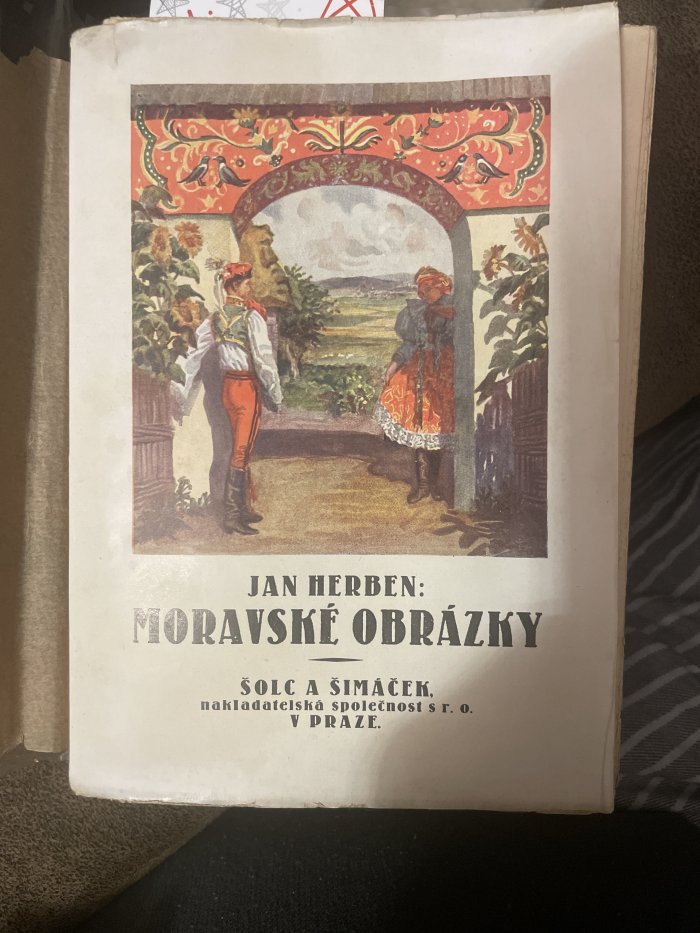 JAN HERBEN:
MORAVSKÉ OBRÁZKY
ŠOLC A ŠIMÁČEK,
nakladatelská společnost s r. o.
V PRAZE.